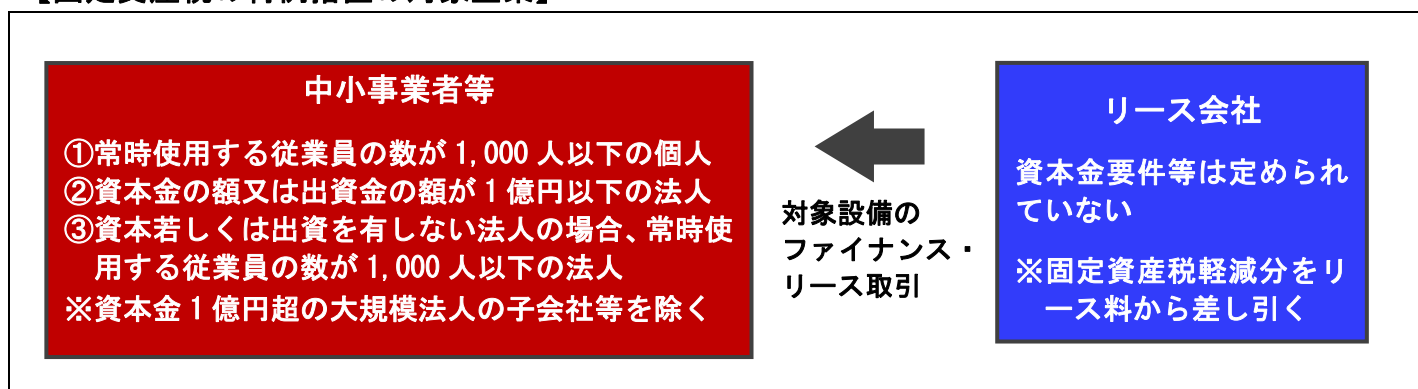 中小事業者等
①常時使用する従業員の数が1,000人以下の個人
②資本金の額又は出資金の額が1億円以下の法人
③資本若しくは出資を有しない法人の場合、常時使
用する従業員の数が1,000人以下の法人
※資本金1億円超の大規模法人の子会社等を除く
対象設備の
ファイナンス・
リース取引
リース会社
資本金要件等は定められ
ていない
※固定資産税軽減分をリ
ース料から差し引く